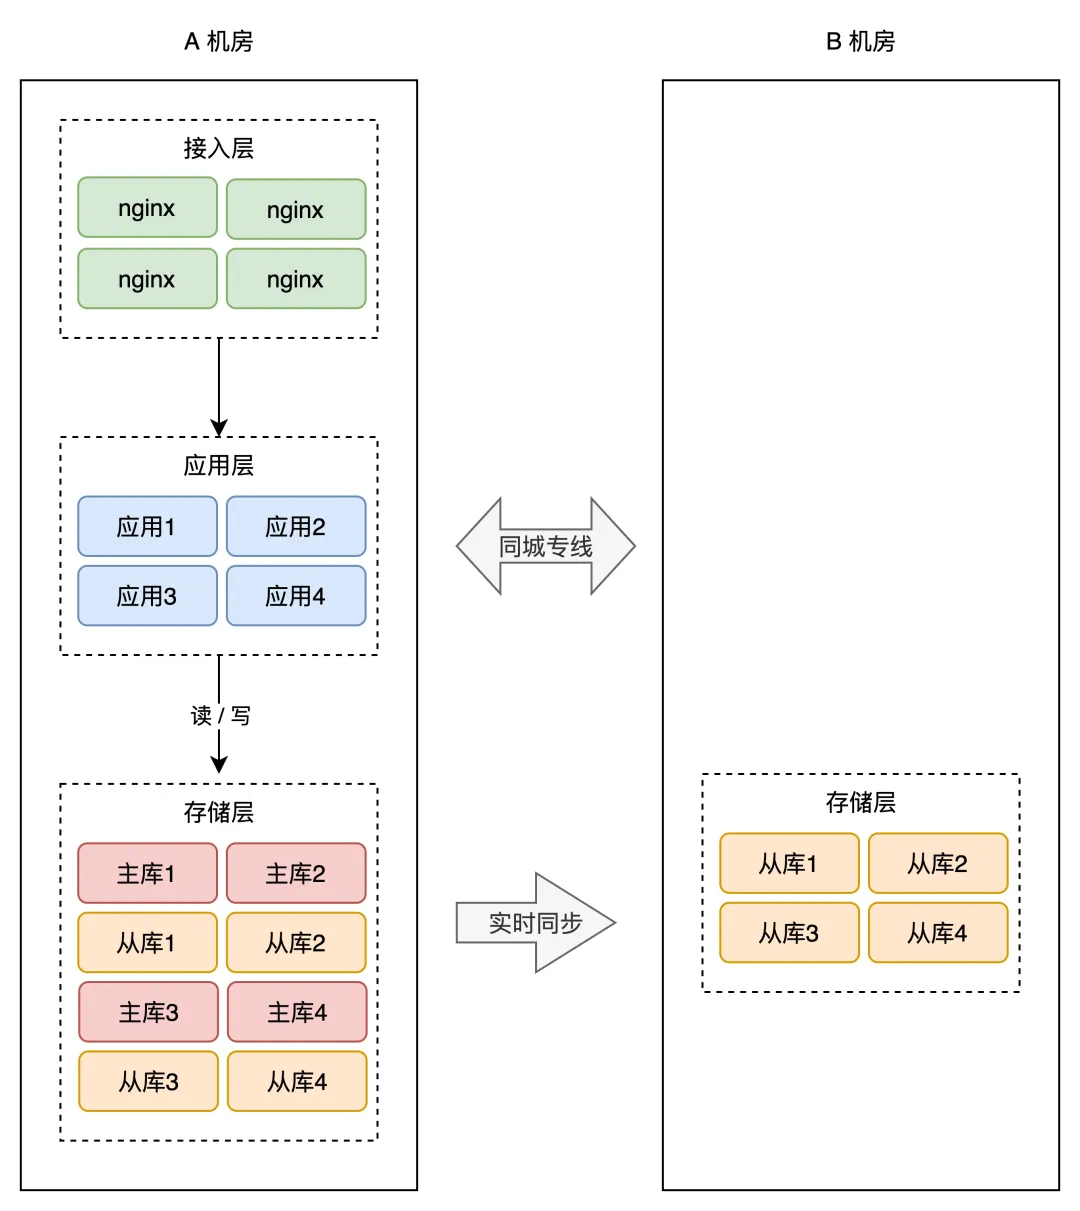 A 机房
接入层
nginx
nginx
nginx
nginx
应用层
应用1
应用2
应用3
应用4
读 / 写
存储层
主库1
主库2
从库1
从库2
主库3
主库4
从库3
从库4
同城专线
实时同步
B 机房
存储层
从库1
从库2
从库3
从库4